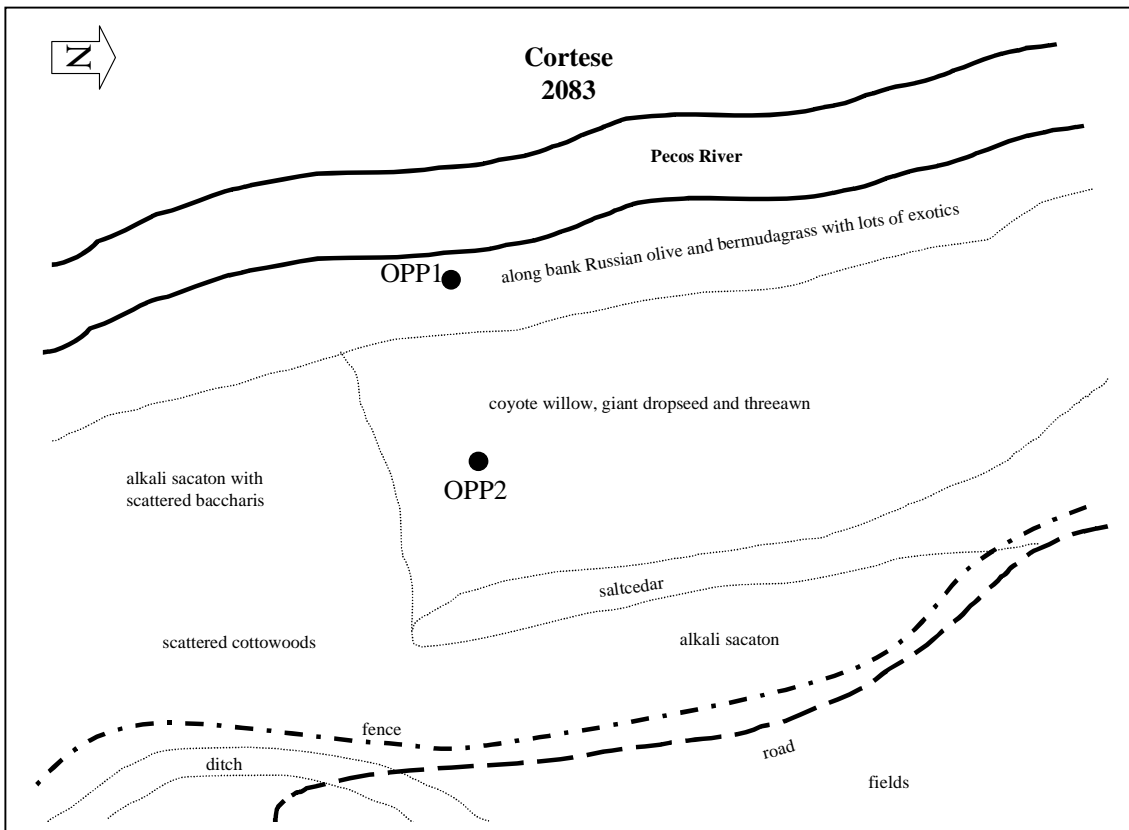 N
Cortese
2083
Pecos River
along bank Russian olive and bermudagrass with lots of exotics
OPP1
coyote willow, giant dropseed and threeawn
OPP2
alkali sacaton with
scattered baccharis
saltcedar
scattered cottowoods
alkali sacaton
fence
road
ditch
fields